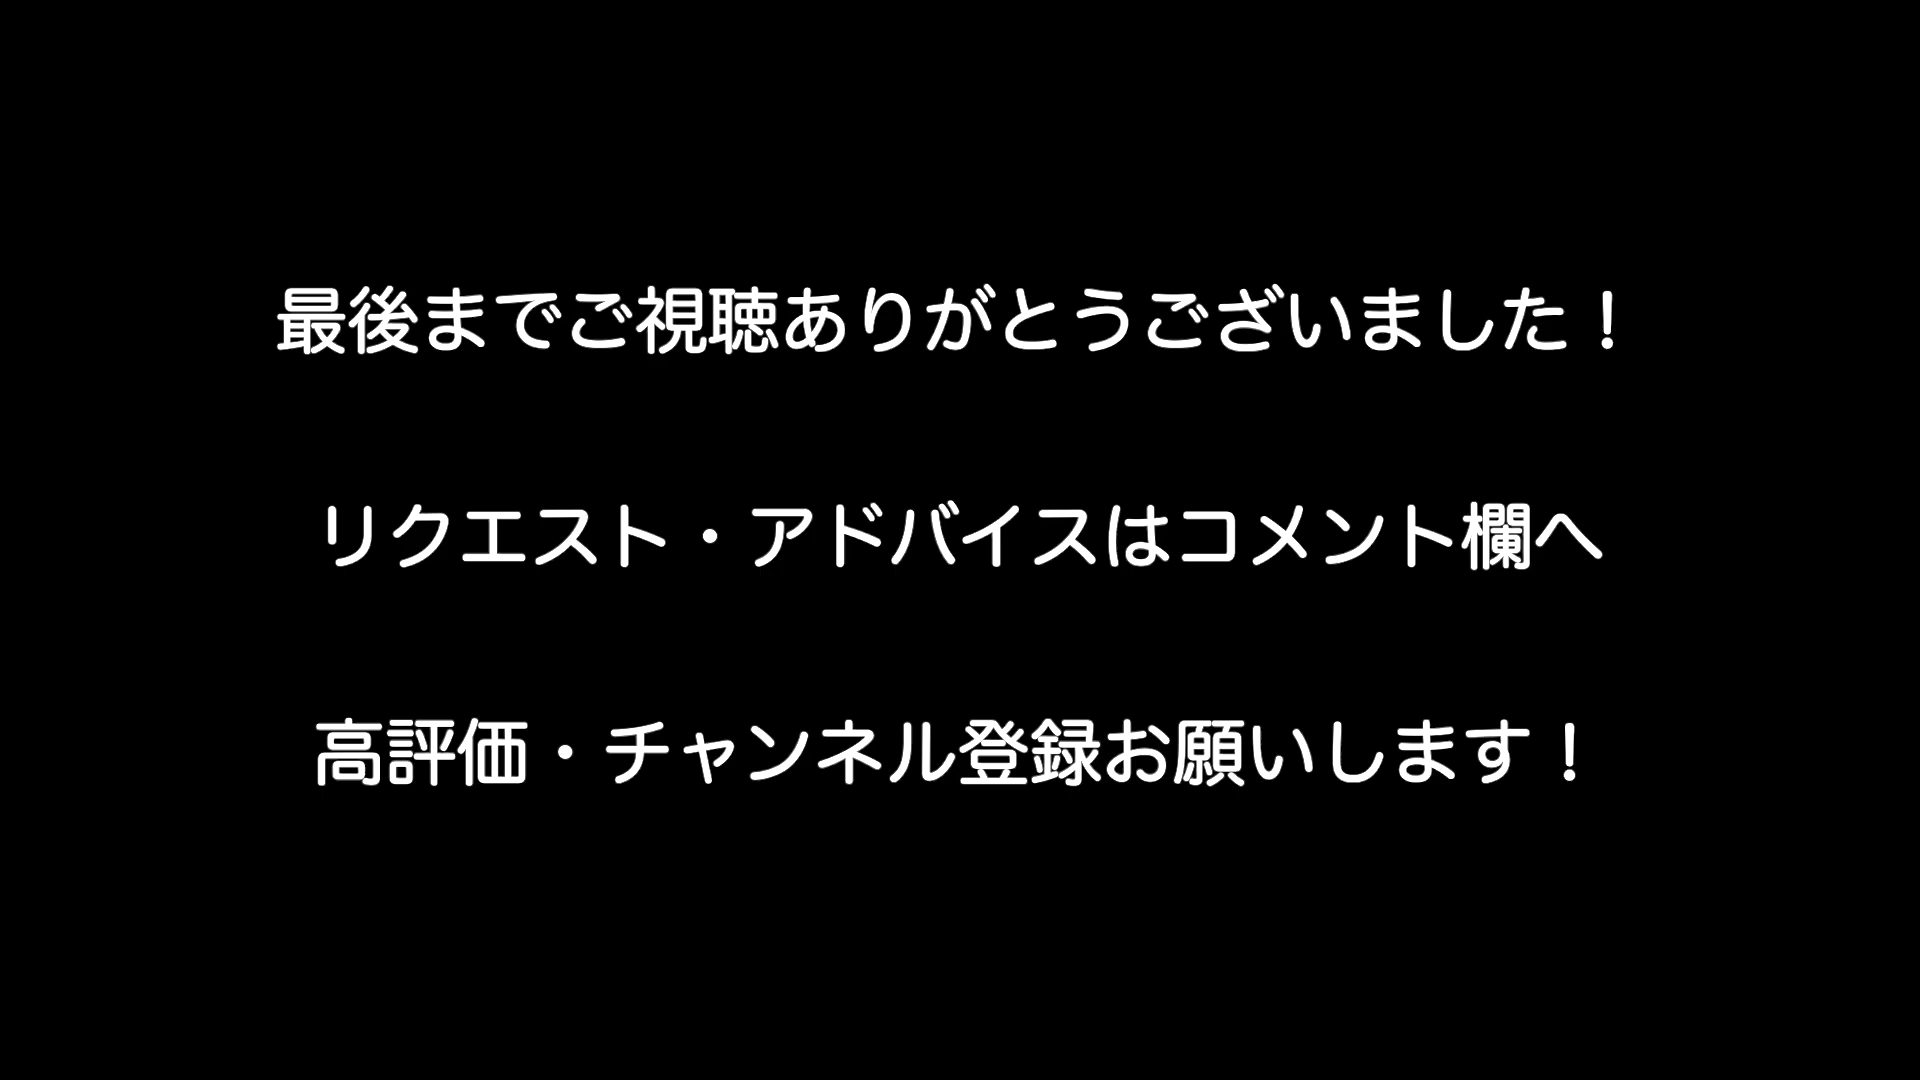 最後までご視聴ありがとうございました！
リクエスト・アドバイスはコメント欄へ
高評価・チャンネル登録お願いします！